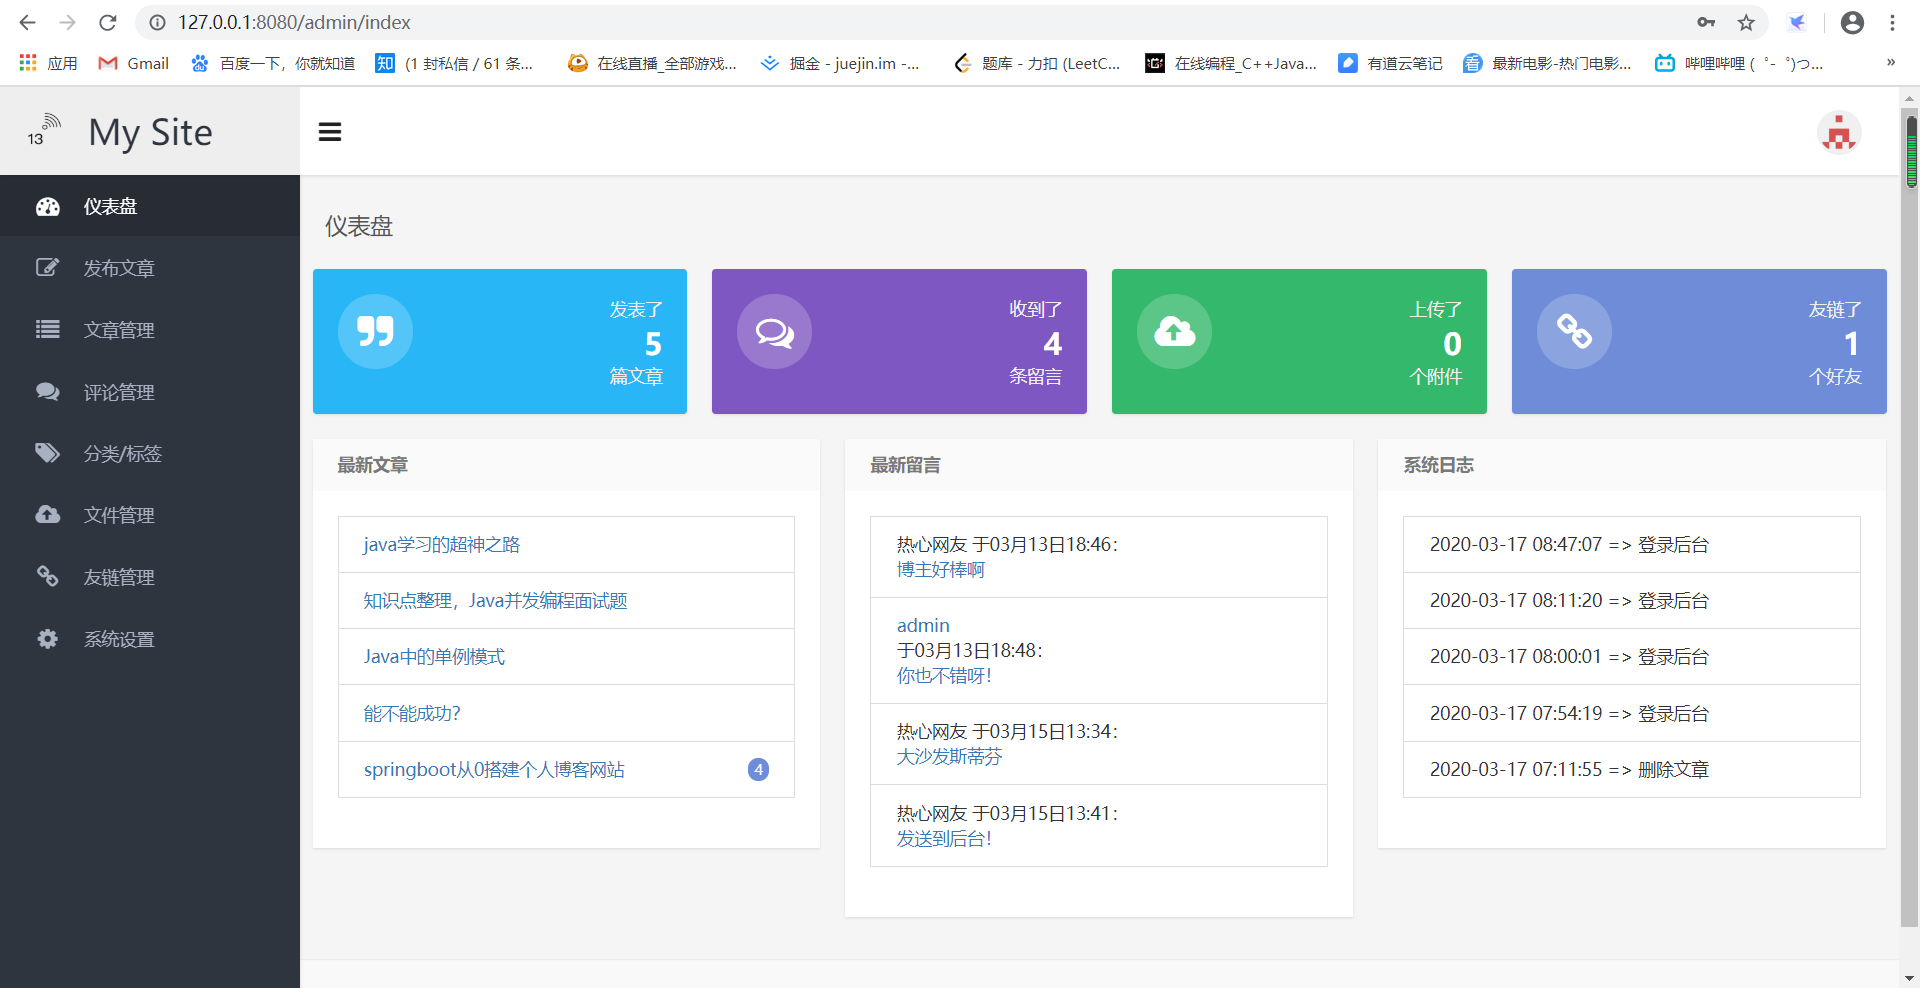 127.0.0.1:8080/admin/index
应用
Gmail
百度一下，你就知道
知
(1 封私信 / 61 条...
在线直播_全部游戏...
掘金 - juejin.im -...
题库 - 力扣 (LeetC...
在线编程_C++Java...
有道云笔记
看
最新电影-热门电影...
哔哩哔哩 ( ゜- ゜)つ...
»
13
My Site
仪表盘
发布文章
文章管理
评论管理
分类/标签
文件管理
友链管理
系统设置
仪表盘
发表了
5
篇文章
收到了
4
条留言
上传了
0
个附件
友链了
1
个好友
最新文章
java学习的超神之路
知识点整理，Java并发编程面试题
Java中的单例模式
能不能成功？
springboot从0搭建个人博客网站
4
最新留言
热心网友 于03月13日18:46：
博主好棒啊
admin
于03月13日18:48：
你也不错呀！
热心网友 于03月15日13:34：
大沙发斯蒂芬
热心网友 于03月15日13:41：
发送到后台！
系统日志
2020-03-17 08:47:07 => 登录后台
2020-03-17 08:11:20 => 登录后台
2020-03-17 08:00:01 => 登录后台
2020-03-17 07:54:19 => 登录后台
2020-03-17 07:11:55 => 删除文章